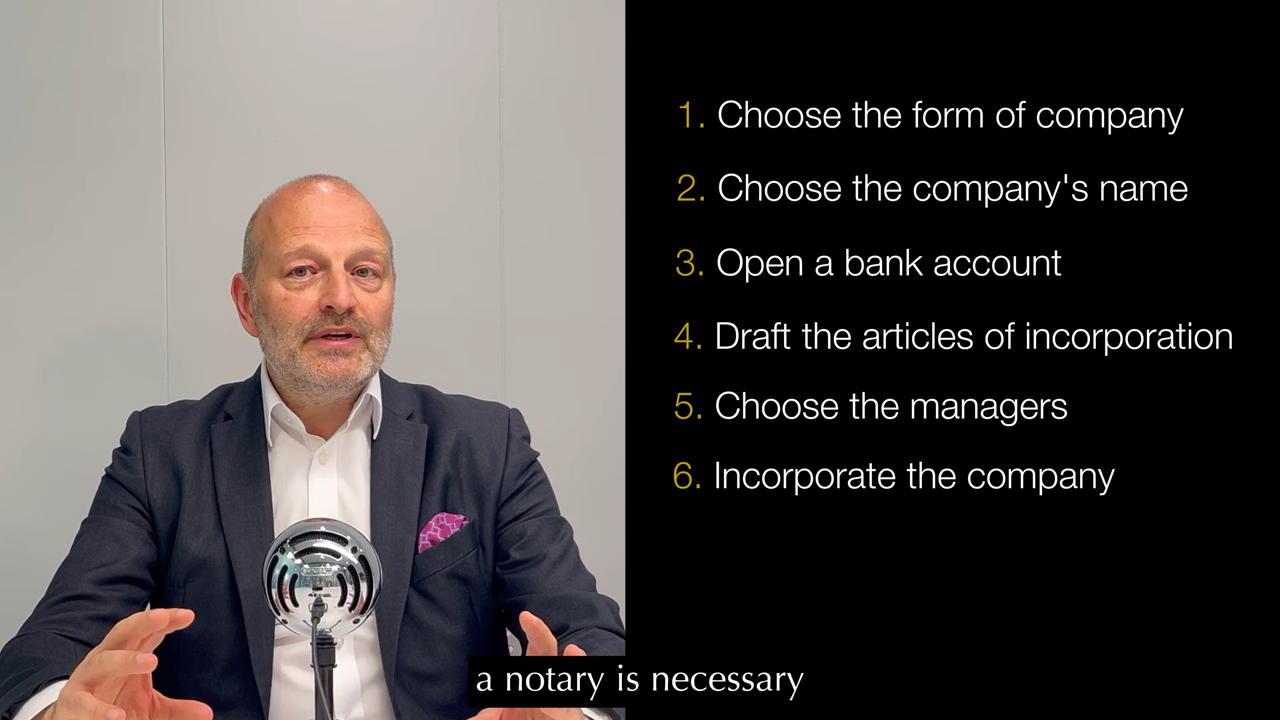 1. Choose the form of company
2. Choose the company's name
3. Open a bank account
4. Draft the articles of incorporation
5. Choose the managers
6. Incorporate the company
a notary is necessary